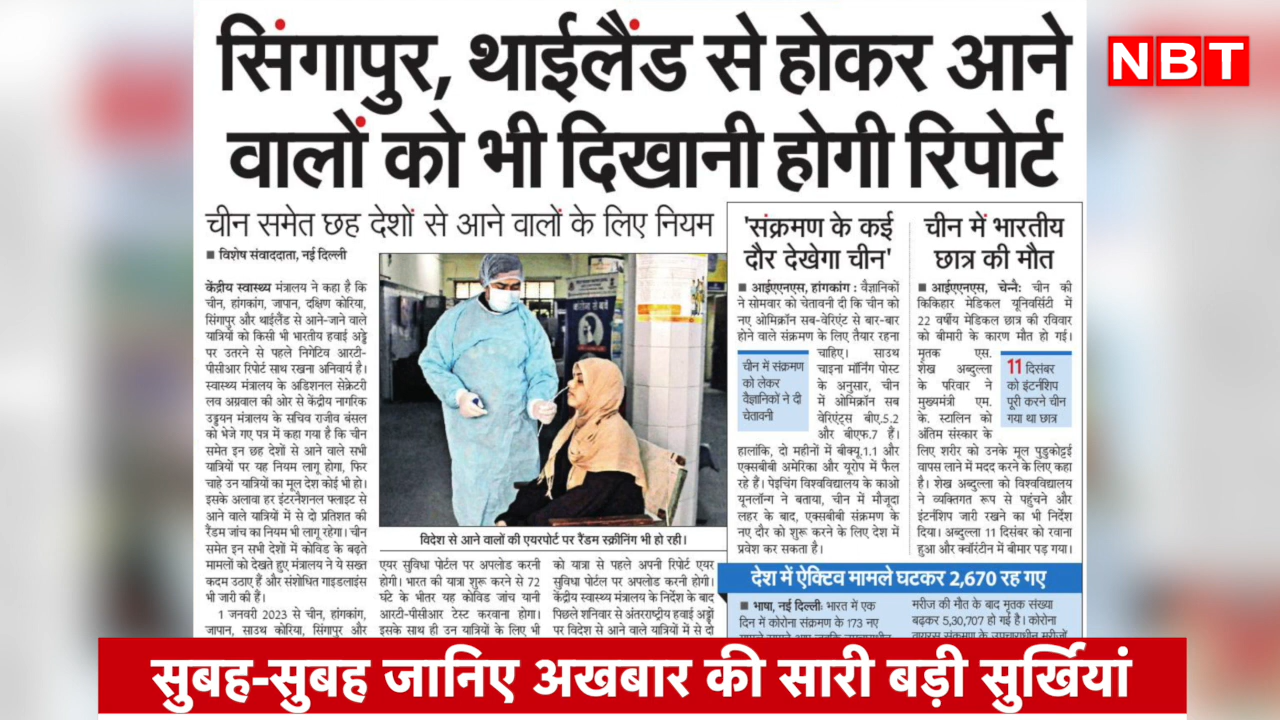 NBT
सिंगापुर, थाईलैंड से होकर आने
वालों को भी दिखानी होगी रिपोर्ट
चीन समेत छह देशों से आने वालों के लिए नियम
■ विशेष संवाददाता, नई दिल्ली
केंद्रीय स्वास्थ्य मंत्रालय ने कहा है कि
चीन, हांगकांग, जापान, दक्षिण कोरिया,
सिंगापुर और थाईलैंड से आने-जाने वाले
यात्रियों को किसी भी भारतीय हवाई अड्डे
पर उतरने से पहले निगेटिव आरटी-
पीसीआर रिपोर्ट साथ रखना अनिवार्य है।
स्वास्थ्य मंत्रालय के अडिशनल सेक्रेटरी
लव अग्रवाल की ओर से केंद्रीय नागरिक
उड्डयन मंत्रालय के सचिव राजीव बंसल
को भेजे गए पत्र में कहा गया है कि चीन
समेत इन छह देशों से आने वाले सभी
यात्रियों पर यह नियम लागू होगा, फिर
चाहे उन यात्रियों का मूल देश कोई भी हो।
इसके अलावा हर इंटरनैशनल फ्लाइट से
आने वाले यात्रियों में से दो प्रतिशत की
रैंडम जांच का नियम भी लागू रहेगा। चीन
समेत इन सभी देशों में कोविड के बढ़ते
मामलों को देखते हुए मंत्रालय ने ये सख्त
कदम उठाए हैं और संशोधित गाइडलाइंस
भी जारी की हैं।
1 जनवरी 2023 से चीन, हांगकांग,
जापान, साउथ कोरिया, सिंगापुर और
विदेश से आने वालों की एयरपोर्ट पर रैंडम स्क्रीनिंग भी हो रही।
एयर सुविधा पोर्टल पर अपलोड करनी
होगी। भारत की यात्रा शुरू करने से 72
घंटे के भीतर यह कोविड जांच यानी
आरटी-पीसीआर टेस्ट करवाना होगा।
इसके साथ ही उन यात्रियों के लिए भी
को यात्रा से पहले अपनी रिपोर्ट एयर
सुविधा पोर्टल पर अपलोड करनी होगी।
केंद्रीय स्वास्थ्य मंत्रालय के निर्देश के बाद
पिछले शनिवार से अंतरराष्ट्रीय हवाई अड्डों
पर विदेश से आने वाले यात्रियों में से दो
'संक्रमण के कई
दौर देखेगा चीन'
■ आईएएनएस, हांगकांग : वैज्ञानिकों
ने सोमवार को चेतावनी दी कि चीन को
नए ओमिक्रॉन सब-वेरिएंट से बार-बार
होने वाले संक्रमण के लिए तैयार रहना
चाहिए। साउथ
चाइना मॉर्निंग पोस्ट
के अनुसार, चीन
में ओमिक्रॉन सब
वेरिएंट्स बीए.5.2
और बीएफ.7 हैं।
चीन में संक्रमण
को लेकर
वैज्ञानिकों ने दी
चेतावनी
हालांकि, दो महीनों में बीक्यू.1.1 और
एक्सबीबी अमेरिका और यूरोप में फैल
रहे हैं। पेइचिंग विश्वविद्यालय के काओ
यूनलॉन्ग ने बताया, चीन में मौजूदा
लहर के बाद, एक्सबीबी संक्रमण के
नए दौर को शुरू करने के लिए देश में
प्रवेश कर सकता है।
चीन में भारतीय
छात्र की मौत
■ आईएएनएस, चेन्नै: चीन की
किकिहार मेडिकल यूनिवर्सिटी में
22 वर्षीय मेडिकल छात्र की रविवार
को बीमारी के कारण मौत हो गई।
मृतक एस.
शेख अब्दुल्ला
के परिवार ने
मुख्यमंत्री एम.
के. स्टालिन को
अंतिम संस्कार के
11 दिसंबर
को इंटर्नशिप
पूरी करने चीन
गया था छात्र
लिए शरीर को उनके मूल पुडुकोट्टई
वापस लाने में मदद करने के लिए कहा
है। शेख अब्दुल्ला को विश्वविद्यालय
ने व्यक्तिगत रूप से पहुंचने और
इंटर्नशिप जारी रखने का भी निर्देश
दिया। अब्दुल्ला 11 दिसंबर को रवाना
हुआ और क्वॉरंटीन में बीमार पड़ गया।
देश में ऐक्टिव मामले घटकर 2,670 रह गए
■ भाषा, नई दिल्ली: भारत में एक
दिन में कोरोना संक्रमण के 173 नए
मरीज की मौत के बाद मृतक संख्या
बढ़कर 5,30,707 हो गई है। कोरोना
वायरस संक्रमण के उपचाराधीन मरीजों
सुबह-सुबह जानिए अखबार की सारी बड़ी सुर्खियां